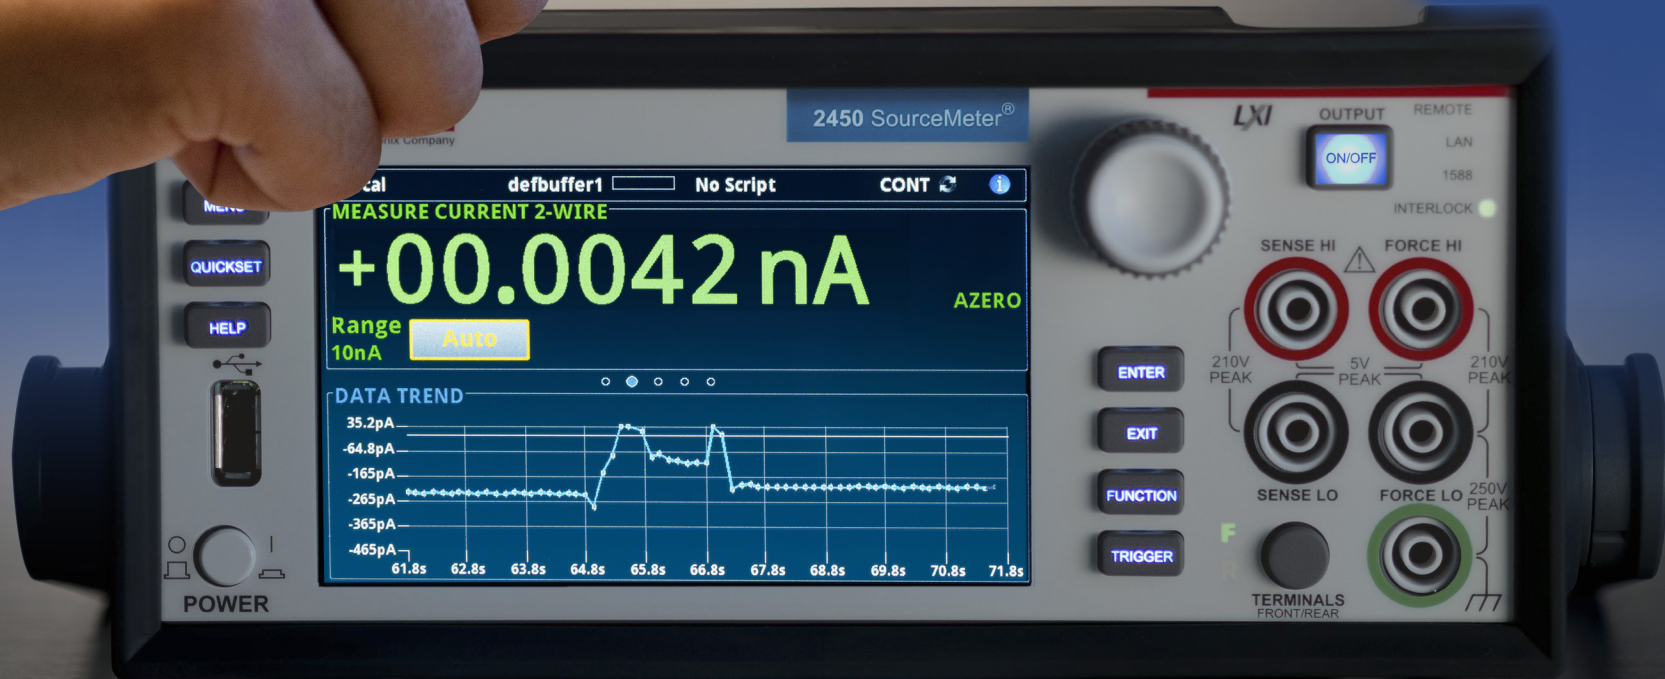 2450 SourceMeter®
Company
LXI
OUTPUT
ON/OFF
REMOTE
LAN
1588
INTERLOCK
defbuffer1 No Script CONT i
MENU
QUICKSET
HELP
MEASURE CURRENT 2-WIRE
+00.0042 nA
AZERO
Range
10nA
Auto
DATA TREND
35.2pA
-64.8pA
-165pA
-265pA
-365pA
-465pA
61.8s 62.8s 63.8s 64.8s 65.8s 66.8s 67.8s 68.8s 69.8s 70.8s 71.8s
POWER
ENTER
EXIT
FUNCTION
TRIGGER
SENSE HI FORCE HI
210V
PEAK
5V
PEAK
210V
PEAK
SENSE LO FORCE LO
250V
PEAK
F
R
TERMINALS
FRONT/REAR